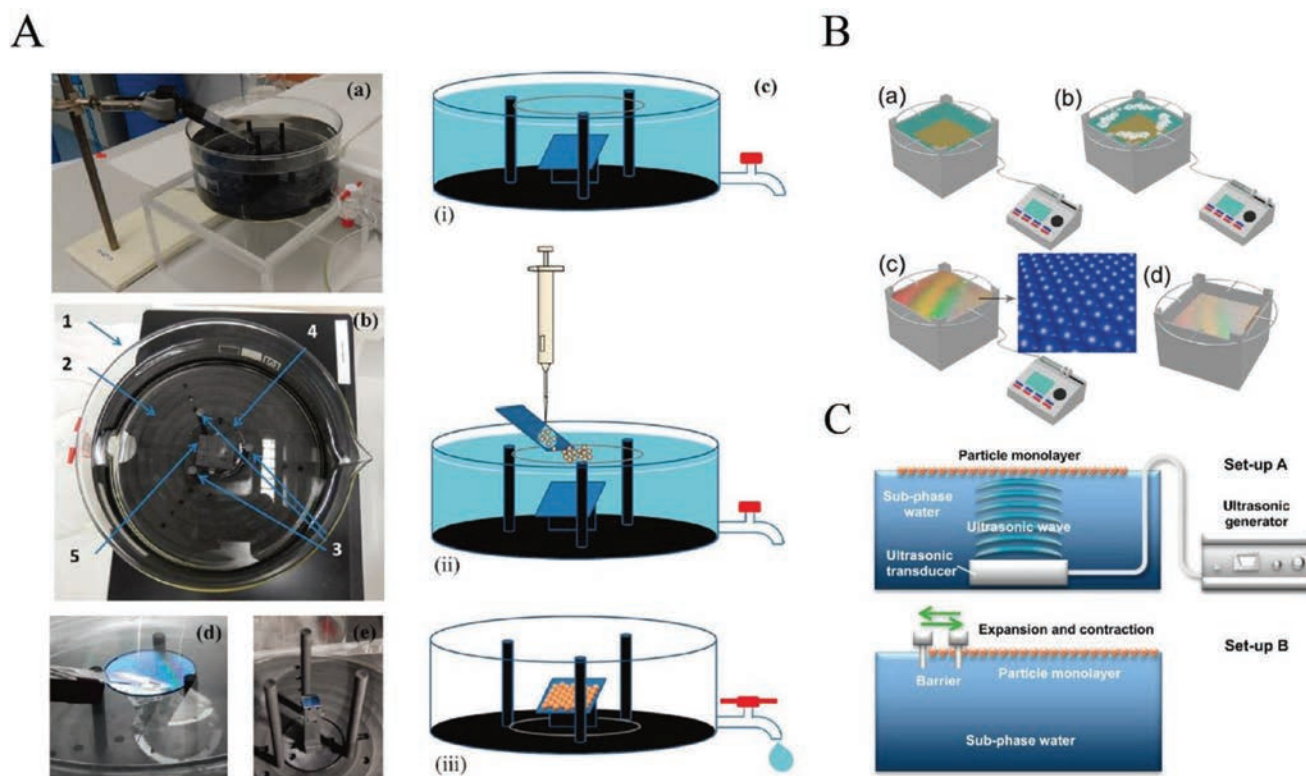 A
(a)
(b)
1
2
4
5
3
(d)
(e)
(c)
(i)
(ii)
(iii)
B
(a)
(b)
(c)
(d)
C
Particle monolayer
Set-up A
Sub-phase
water
Ultrasonic wave
Ultrasonic
transducer
Ultrasonic
generator
Expansion and contraction
Set-up B
Barrier
Particle monolayer
Sub-phase water